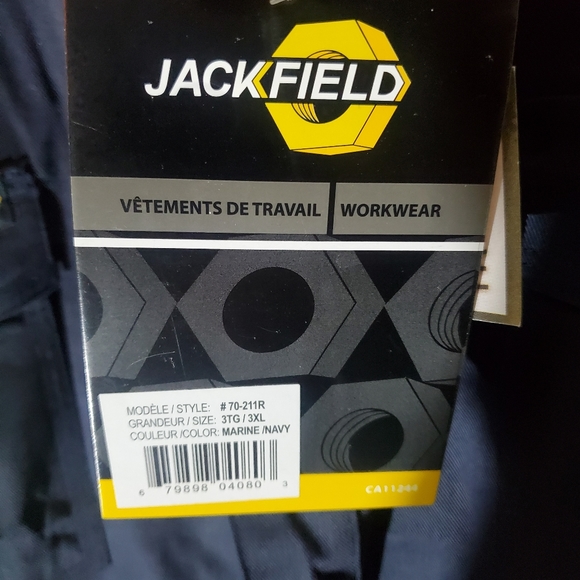 JACKFIELD
VÊTEMENTS DE TRAVAIL WORKWEAR
MODÈLE / STYLE: # 70-211R
GRANDEUR / SIZE: 3TG / 3XL
COULEUR /COLOR: MARINE /NAVY
6 79898 04080 3